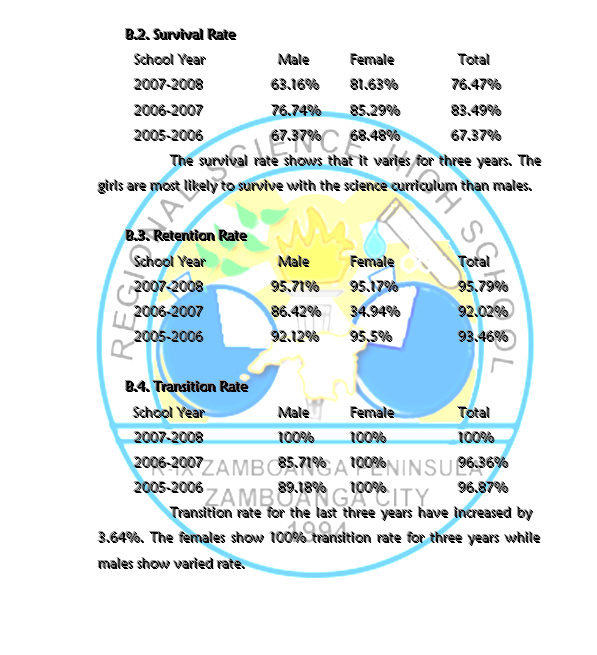 B.2. Survival Rate
School Year Male Female Total
2007-2008 63.16% 81.63% 76.47%
2006-2007 76.74% 85.29% 83.49%
2005-2006 67.37% 68.48% 67.37%
The survival rate shows that it varies for three years. The
girls are most likely to survive with the science curriculum than males.
B.3. Retention Rate
School Year Male Female Total
2007-2008 95.71% 95.17% 95.79%
2006-2007 86.42% 34.94% 92.02%
2005-2006 92.12% 95.5% 93.46%
B.4. Transition Rate
School Year Male Female Total
2007-2008 100% 100% 100%
2006-2007 85.71% 100% 96.36%
2005-2006 89.18% 100% 96.87%
Transition rate for the last three years have increased by
3.64%. The females show 100% transition rate for three years while
males show varied rate.
REGIONAL SCIENCE HIGH SCHOOL
R-IX ZAMBOANGA PENINSULA
ZAMBOANGA CITY
1994